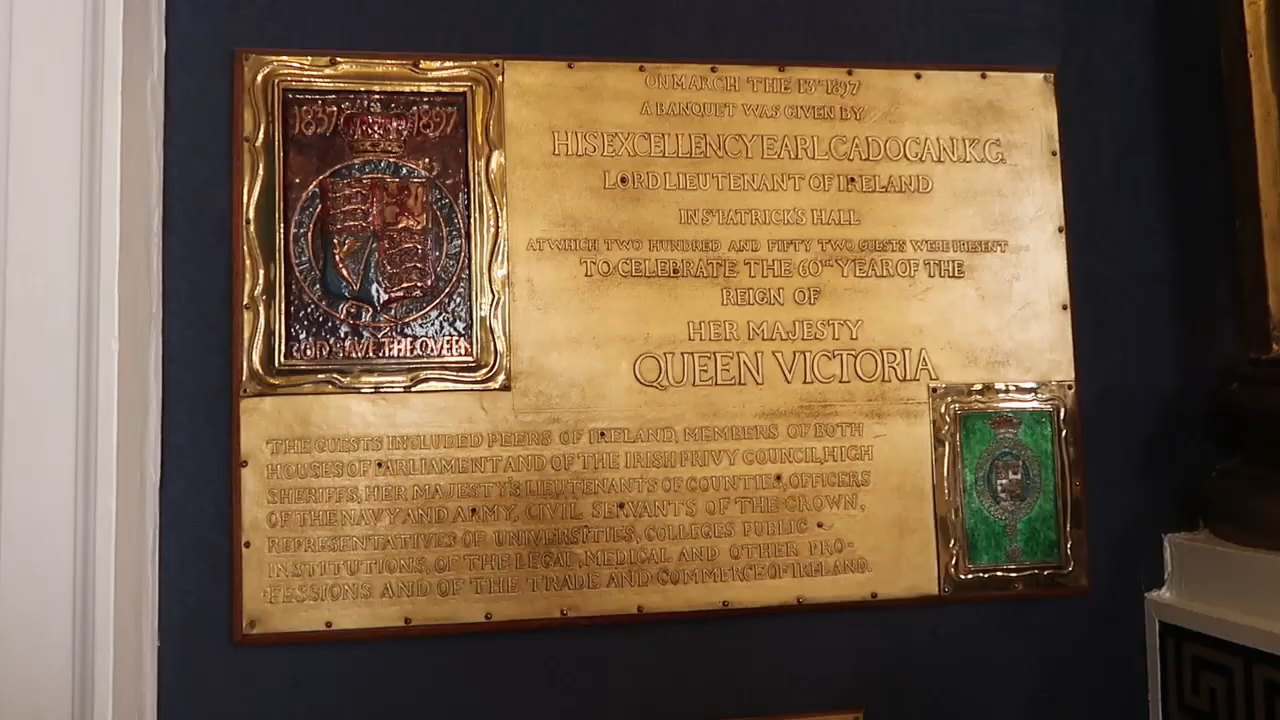 1837 1897
GOD SAVE THE QUEEN
ON MARCH THE 13TH 1897
A BANQUET WAS GIVEN BY
HIS EXCELLENCY EARL CADOGAN. K.G.
LORD LIEUTENANT OF IRELAND
IN ST PATRICK'S HALL
AT WHICH TWO HUNDRED AND FIFTY TWO GUESTS WERE PRESENT
TO CELEBRATE THE 60TH YEAR OF THE
REIGN OF
HER MAJESTY
QUEEN VICTORIA
THE GUESTS INCLUDED PEERS OF IRELAND, MEMBERS OF BOTH
HOUSES OF PARLIAMENT AND OF THE IRISH PRIVY COUNCIL, HIGH
SHERIFFS, HER MAJESTY'S LIEUTENANTS OF COUNTIES, OFFICERS
OF THE NAVY AND ARMY, CIVIL SERVANTS OF THE CROWN,
REPRESENTATIVES OF UNIVERSITIES, COLLEGES PUBLIC
INSTITUTIONS, OF THE LEGAL, MEDICAL AND OTHER PRO-
FESSIONS AND OF THE TRADE AND COMMERCE OF IRELAND.